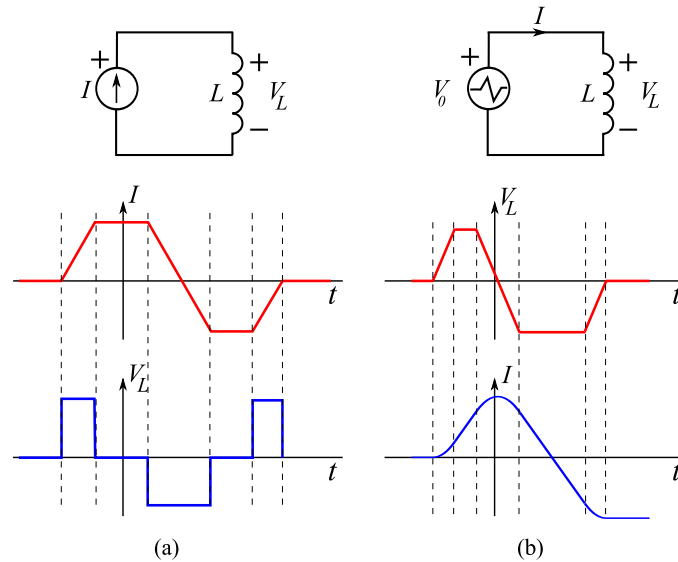 + I L + V_L −
I + V_0 L + V_L −
I t
V_L t
V_L t
I t
(a) (b)